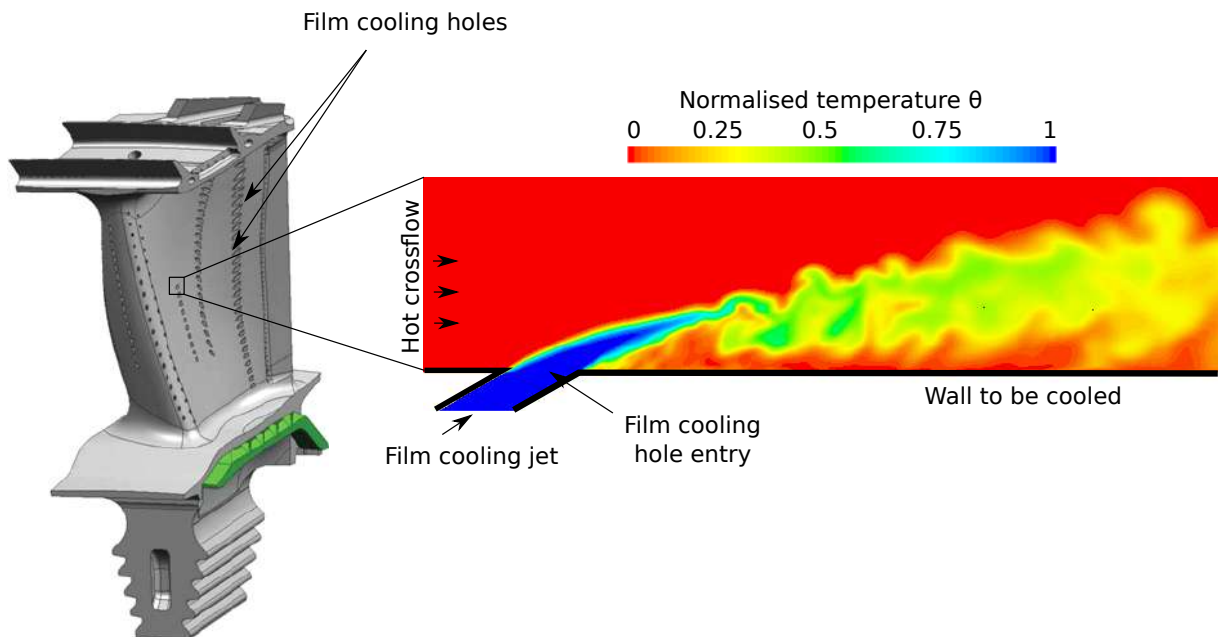 Film cooling holes
Normalised temperature θ
0 0.25 0.5 0.75 1
Hot crossflow
Wall to be cooled
Film cooling jet
Film cooling
hole entry